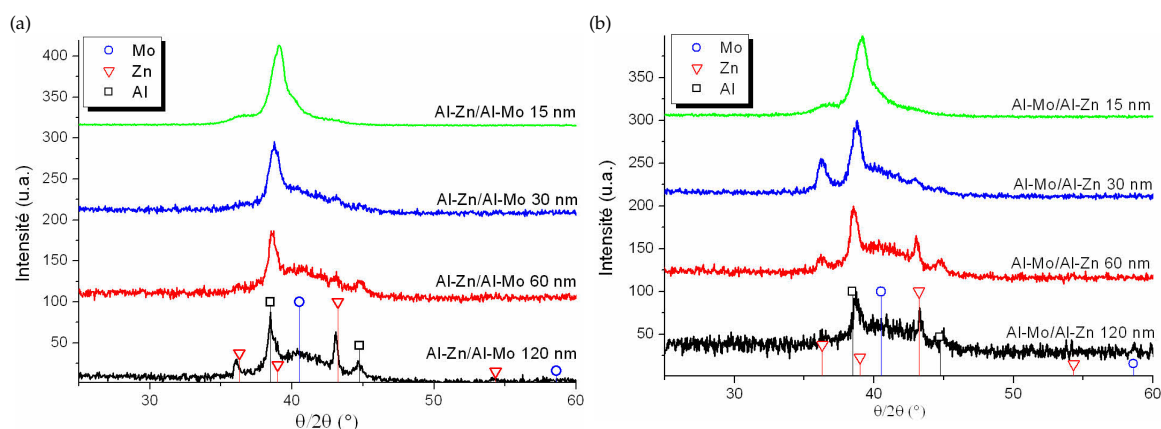 (a)
Mo
Zn
Al
Al-Zn/Al-Mo 15 nm
Al-Zn/Al-Mo 30 nm
Al-Zn/Al-Mo 60 nm
Al-Zn/Al-Mo 120 nm
Intensité (u.a.)
400
350
300
250
200
150
100
50
30
40
50
60
θ/2θ (°)
(b)
Mo
Zn
Al
Al-Mo/Al-Zn 15 nm
Al-Mo/Al-Zn 30 nm
Al-Mo/Al-Zn 60 nm
Al-Mo/Al-Zn 120 nm
Intensité (u.a.)
350
300
250
200
150
100
50
30
40
50
60
θ/2θ (°)